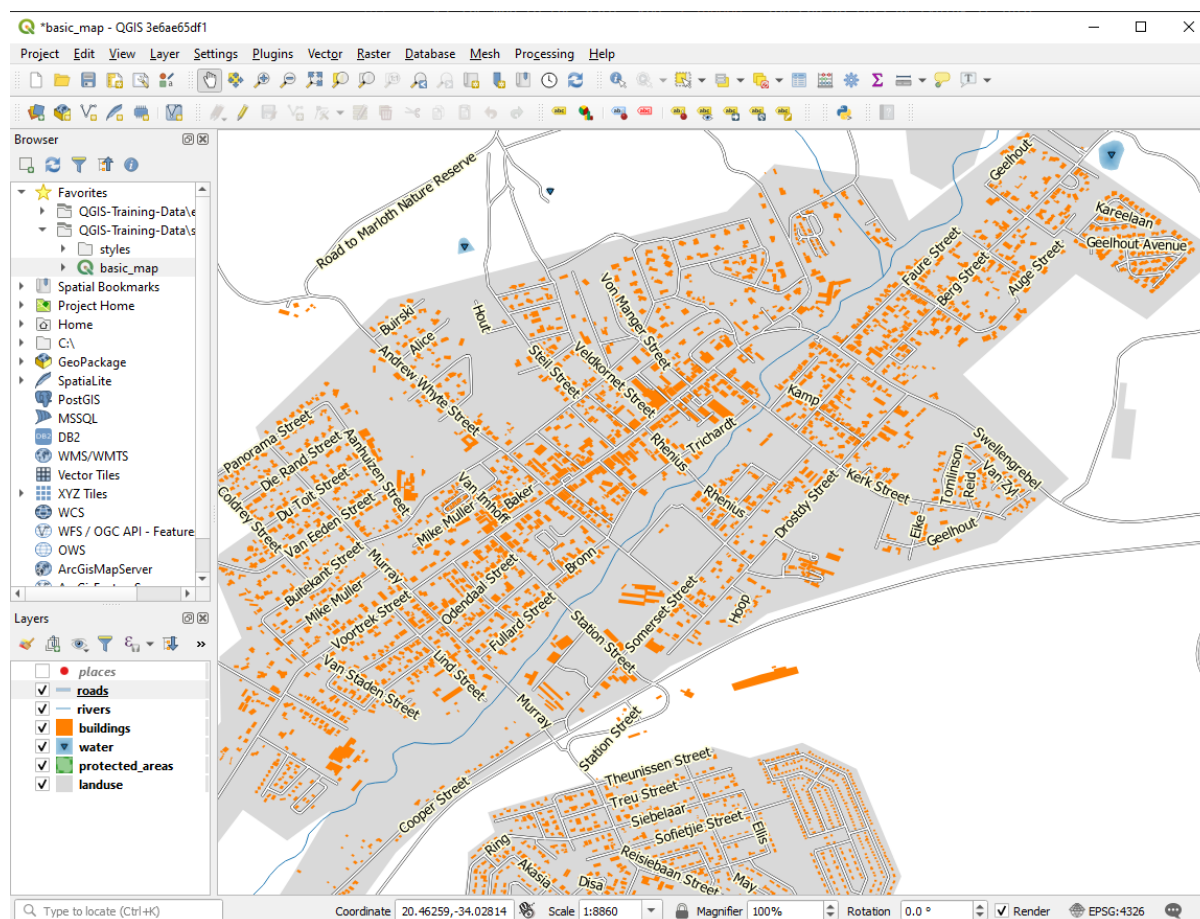 *basic_map - QGIS 3e6ae65df1
Project Edit View Layer Settings Plugins Vector Raster Database Mesh Processing Help
Browser
Favorites
QGIS-Training-Data\e
QGIS-Training-Data\s
styles
basic_map
Spatial Bookmarks
Project Home
Home
C:\
GeoPackage
SpatiaLite
PostGIS
MSSQL
DB2
WMS/WMTS
Vector Tiles
XYZ Tiles
WCS
WFS / OGC API - Feature
OWS
ArcGisMapServer
Layers
places
roads
rivers
buildings
water
protected_areas
landuse
Road to Marloth Nature Reserve
Geelhout
Kareelaan
Geelhout Avenue
Faure Street
Berg Street
Auge Street
Buirski
Alice
Hout
Von Manger Street
Andrew Whyte Street
Steil Street
Veldkornet Street
Kamp
Trichardt
Rhenius
Panorama Street
Die Rand Street
Aanhuizen Street
Du Toit Street
Coldrey Street
Van Eeden Street
Van Imhoff
Baker
Mike Muller
Rhenius
Drostdy Street
Kerk Street
Swellengrebel
Tomlinson
Reid
Van Zyl
Eike
Geelhout
Buitekant Street
Murray
Mike Muller
Bronn
Odendaal Street
Voortrek Street
Fullard Street
Station Street
Somerset Street
Hoop
Van Staden Street
Lind Street
Murray
Station Street
Cooper Street
Theunissen Street
Treu Street
Siebelaar
Sofietjie Street
Ellis
Ring
Reisiebaan Street
Akasia
Disa
May
Type to locate (Ctrl+K)
Coordinate 20.46259,-34.02814 Scale 1:8860 Magnifier 100% Rotation 0.0 ° Render EPSG:4326